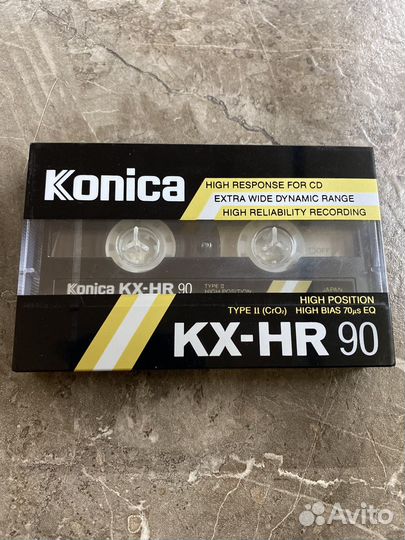 Konica
HIGH RESPONSE FOR CD
EXTRA WIDE DYNAMIC RANGE
HIGH RELIABILITY RECORDING
Konica KX-HR 90
TYPE II
HIGH POSITION
JAPAN
HIGH POSITION
TYPE II (CrO₂) HIGH BIAS 70µs EQ
KX-HR 90
Avito